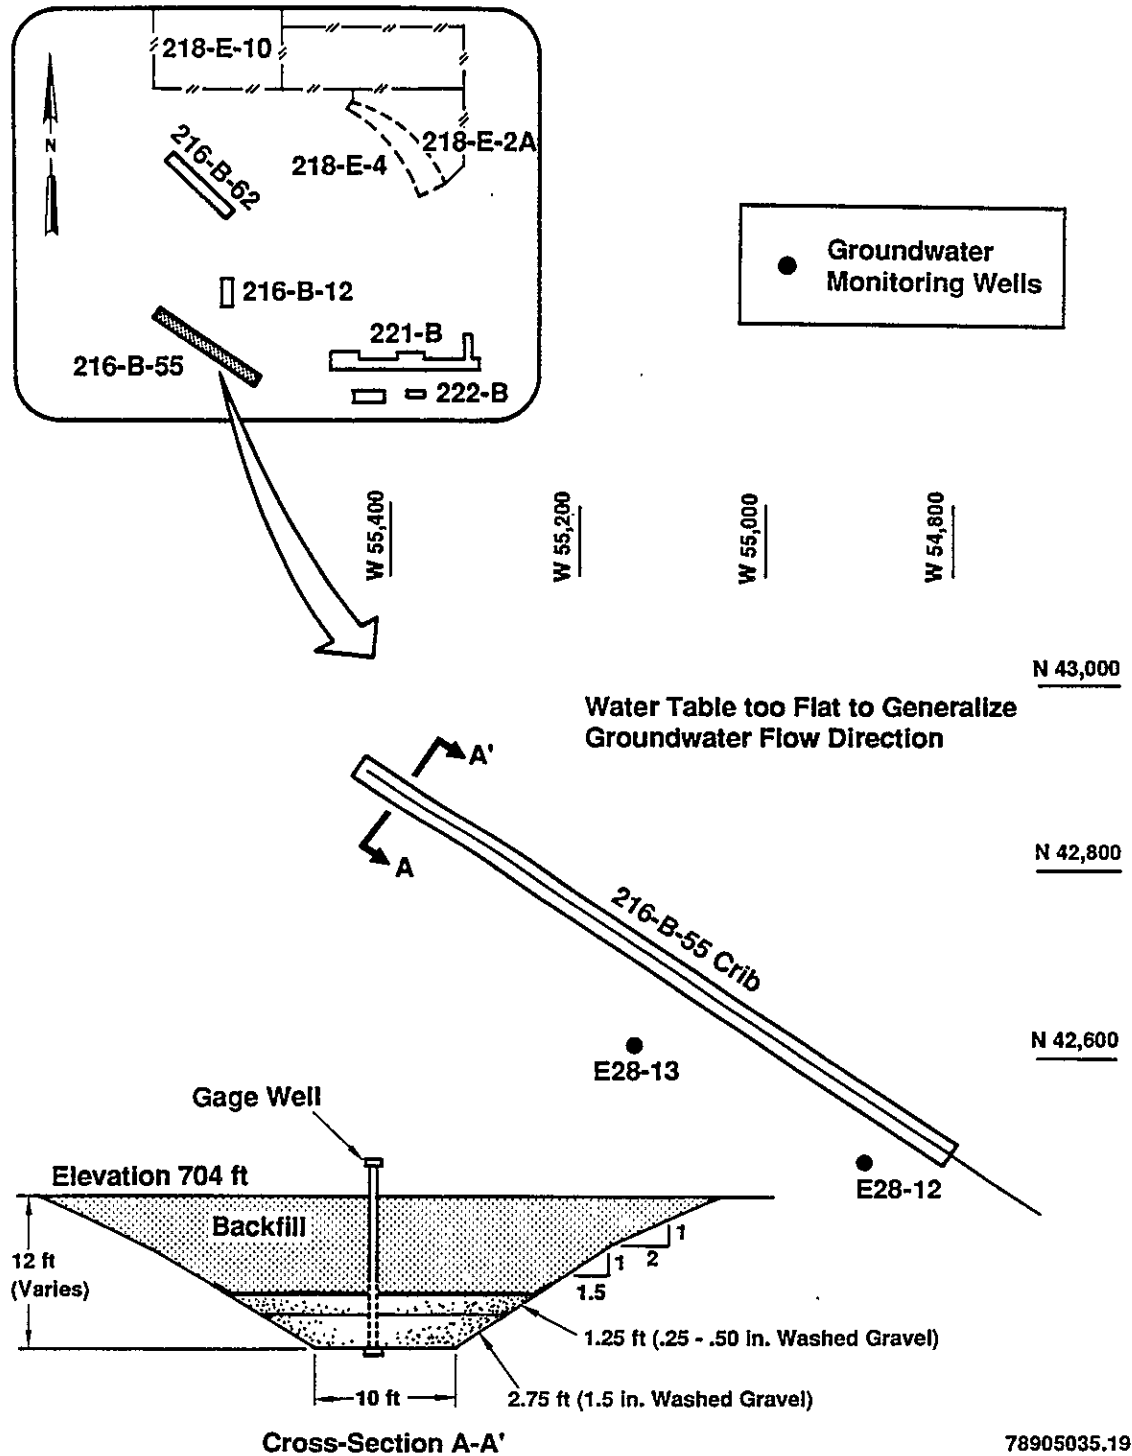 218-E-10
218-E-2A
218-E-4
216-B-62
N
216-B-12
221-B
216-B-55
222-B
Groundwater
Monitoring Wells
W 55,400
W 55,200
W 55,000
W 54,800
N 43,000
Water Table too Flat to Generalize
Groundwater Flow Direction
A'
A
N 42,800
216-B-55 Crib
N 42,600
E28-13
E28-12
Gage Well
Elevation 704 ft
Backfill
12 ft
(Varies)
1
2
1
1.5
1.25 ft (.25 - .50 in. Washed Gravel)
10 ft
2.75 ft (1.5 in. Washed Gravel)
Cross-Section A-A'
78905035.19